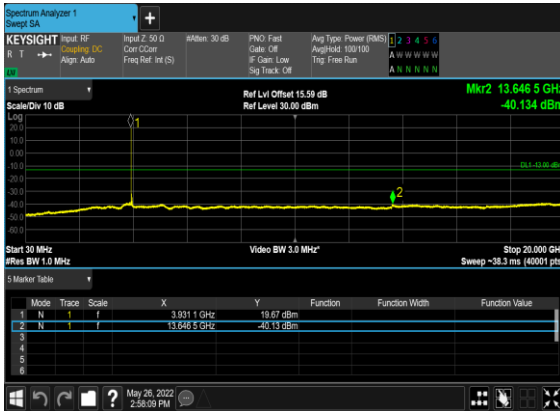 Spectrum Analyzer 1
Swept SA
+
KEYSIGHT Input: RF Input Z: 50 Ω #Atten: 30 dB PNO: Fast Avg Type: Power (RMS) 1 2 3 4 5 6
R T Coupling: DC Corr CCorr Gate: Off Avg|Hold: 100/100 A W W W W W
Align: Auto Freq Ref: Int (S) IF Gain: Low Trig: Free Run
Sig Track: Off A N N N N N
1 Spectrum
Scale/Div 10 dB
Ref Lvl Offset 15.59 dB
Ref Level 30.00 dBm
Mkr2 13.646 5 GHz
-40.134 dBm
Log
20.0
10.0
0.00
-10.0
-20.0
-30.0
-40.0
-50.0
-60.0
1
2
DL1 -13.00 dBm
Start 30 MHz Video BW 3.0 MHz* Stop 20.000 GHz
#Res BW 1.0 MHz Sweep ~38.3 ms (40001 pts)
5 Marker Table
Mode Trace Scale X Y Function Function Width Function Value
1 N 1 f 3.931 1 GHz 19.67 dBm
2 N 1 f 13.646 5 GHz -40.13 dBm
3
4
5
6
?
May 26, 2022
2:58:09 PM